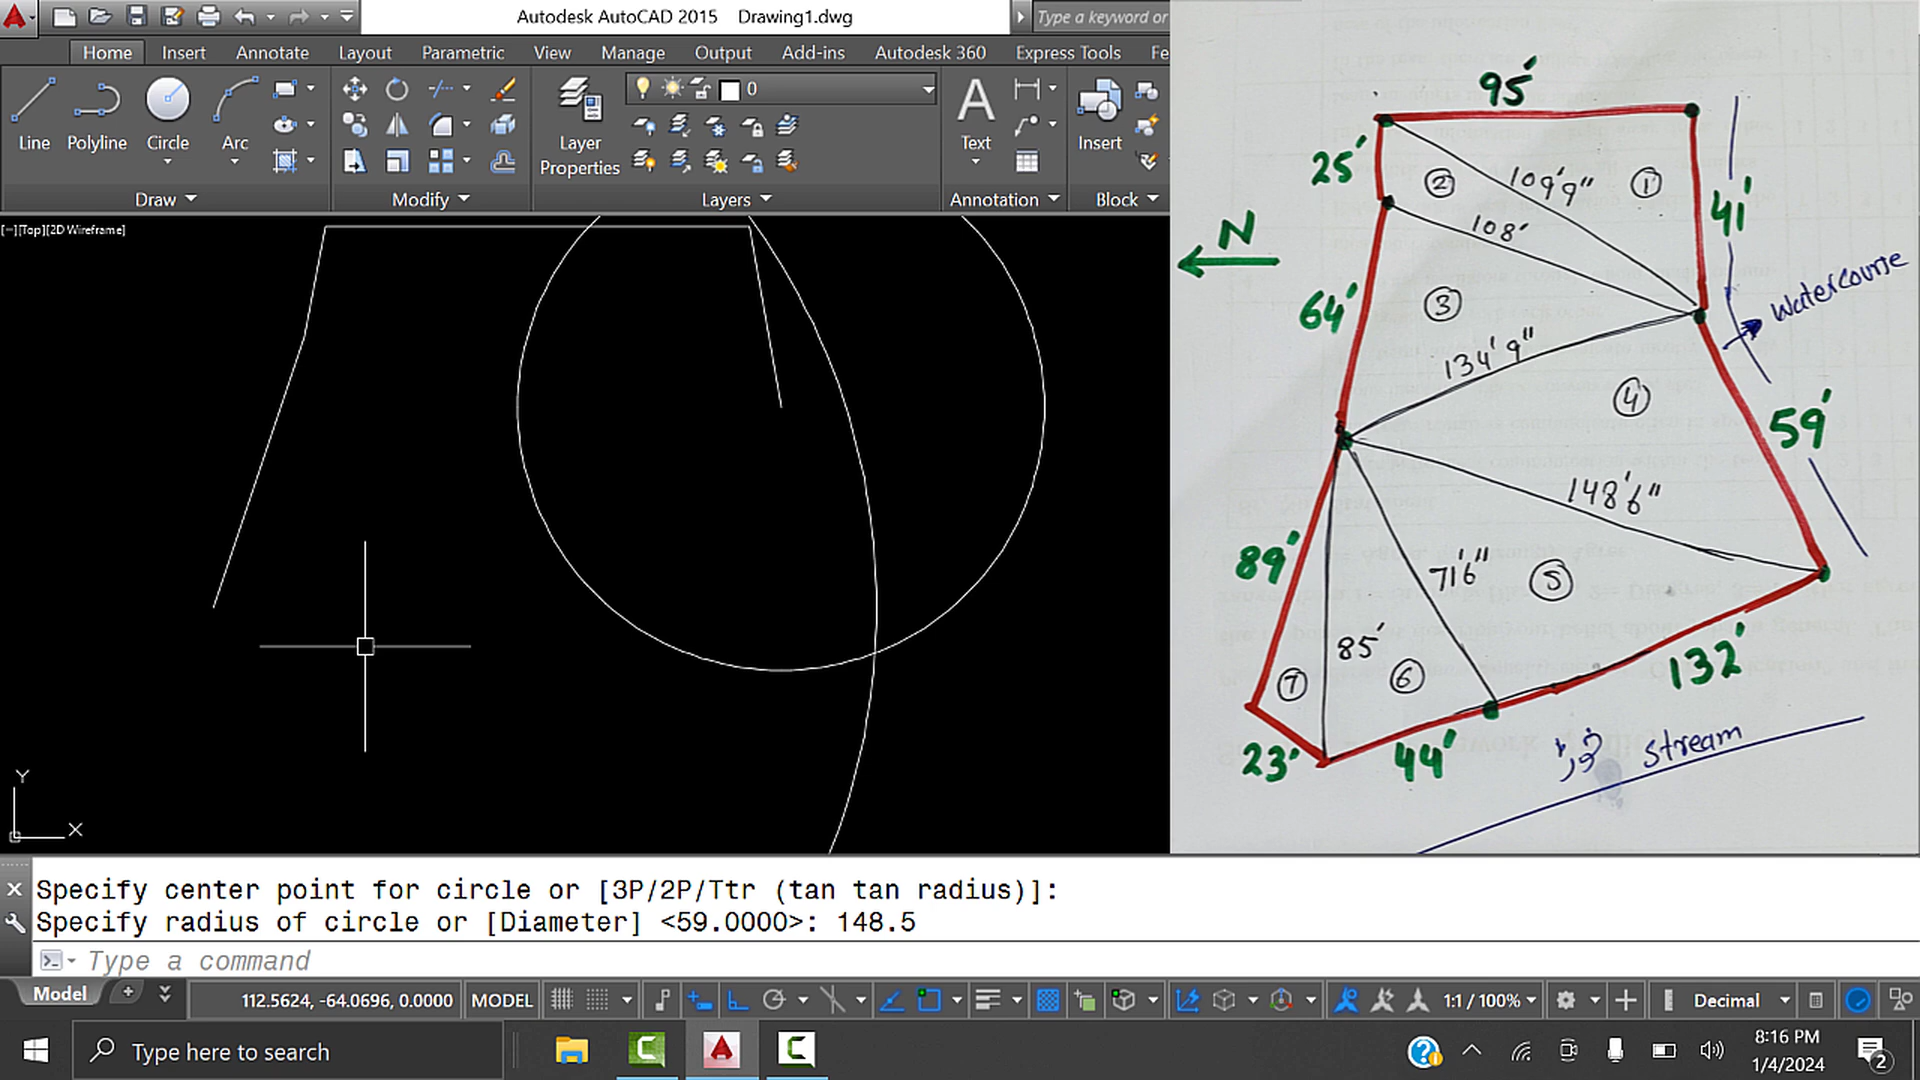 Autodesk AutoCAD 2015 Drawing1.dwg
Type a keyword or
Home Insert Annotate Layout Parametric View Manage Output Add-ins Autodesk 360 Express Tools Fe
Line Polyline Circle Arc
Layer
Properties
0
Text
Insert
Draw Modify Layers Annotation Block
[−][Top][2D Wireframe]
Y
X
95'
25'
②
109'9"
①
41'
N
108'
64'
③
Watercourse
134'9"
④
59'
148'6"
89'
71'6"
⑤
85'
⑦
⑥
132'
23'
44'
Stream
Specify center point for circle or [3P/2P/Ttr (tan tan radius)]:
Specify radius of circle or [Diameter] <59.0000>: 148.5
Type a command
Model
112.5624, -64.0696, 0.0000 MODEL
1:1 / 100%
Decimal
Type here to search
8:16 PM
1/4/2024
2